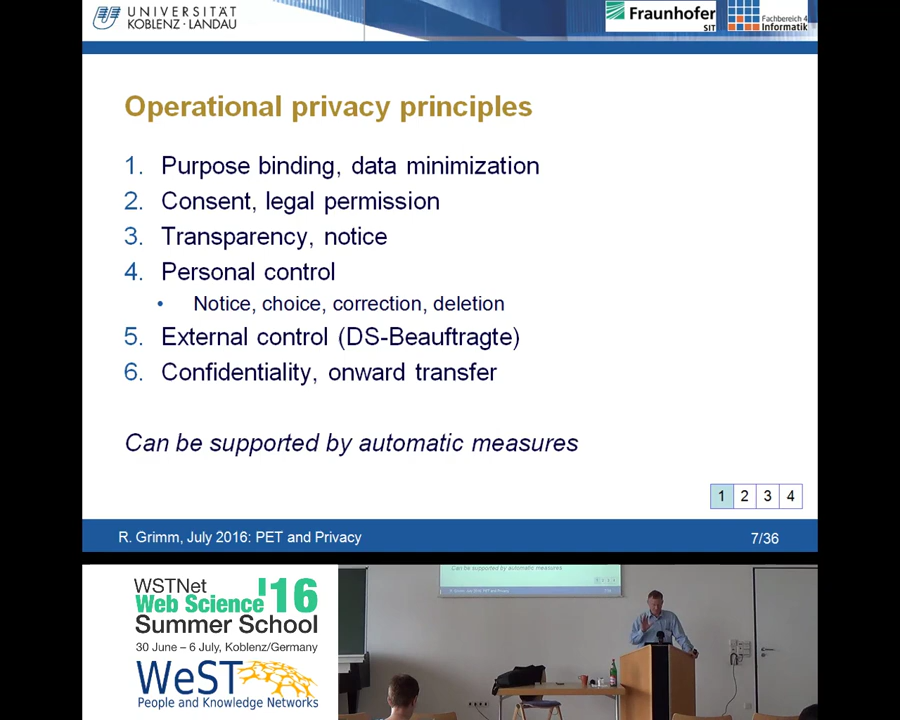 UNIVERSITÄT
KOBLENZ · LANDAU
Fraunhofer
SIT
Fachbereich 4
Informatik
Operational privacy principles
1. Purpose binding, data minimization
2. Consent, legal permission
3. Transparency, notice
4. Personal control
• Notice, choice, correction, deletion
5. External control (DS-Beauftragte)
6. Confidentiality, onward transfer
Can be supported by automatic measures
1 2 3 4
R. Grimm, July 2016: PET and Privacy
7/36
WSTNet
Web Science '16
Summer School
30 June – 6 July, Koblenz/Germany
WeST
People and Knowledge Networks
Can be supported by automatic measures